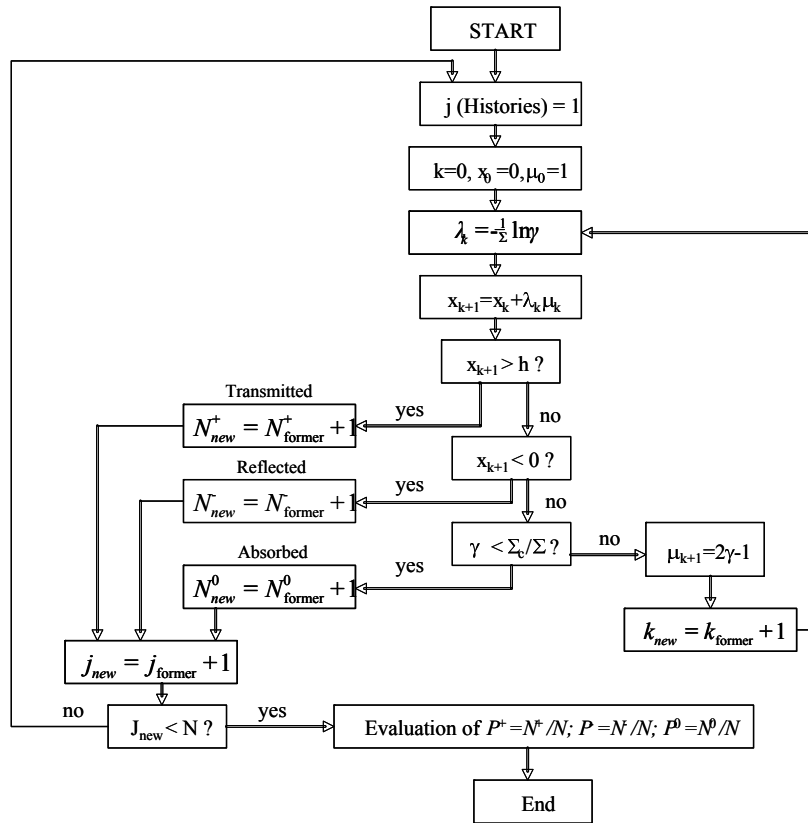 START
j (Histories) = 1
k=0, x₀=0, μ₀=1
λₖ = -1/Σ lnγ
xₖ₊₁=xₖ+λₖμₖ
xₖ₊₁> h ?
Transmitted
yes
no
N⁺new = N⁺former + 1
xₖ₊₁< 0 ?
Reflected
yes
no
N⁻new = N⁻former + 1
γ < Σc/Σ ?
no
μₖ₊₁=2γ-1
Absorbed
yes
N⁰new = N⁰former + 1
knew = kformer + 1
jnew = jformer + 1
no
Jnew < N ?
yes
Evaluation of P⁺=N⁺/N; P⁻=N⁻/N; P⁰=N⁰/N
End